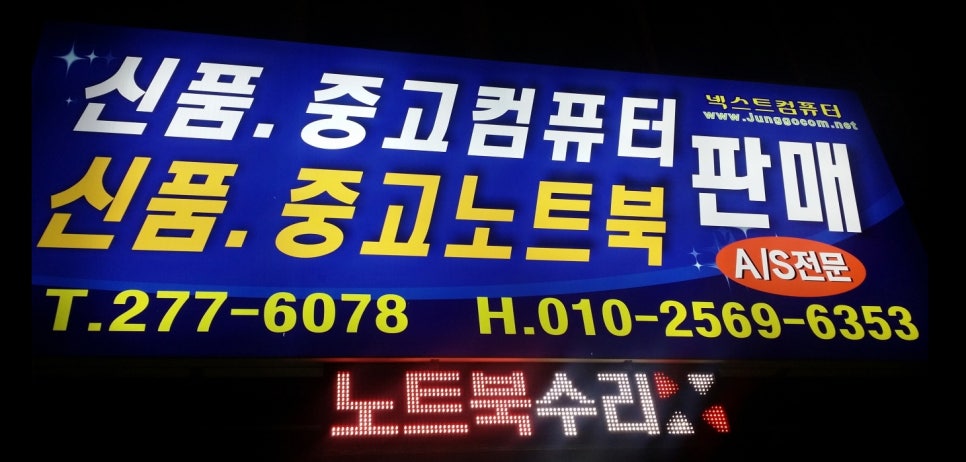 신품.중고컴퓨터
신품.중고노트북
넥스트컴퓨터
www.Junggocom.net
판매
A/S전문
T.277-6078 H.010-2569-6353
노트북수리